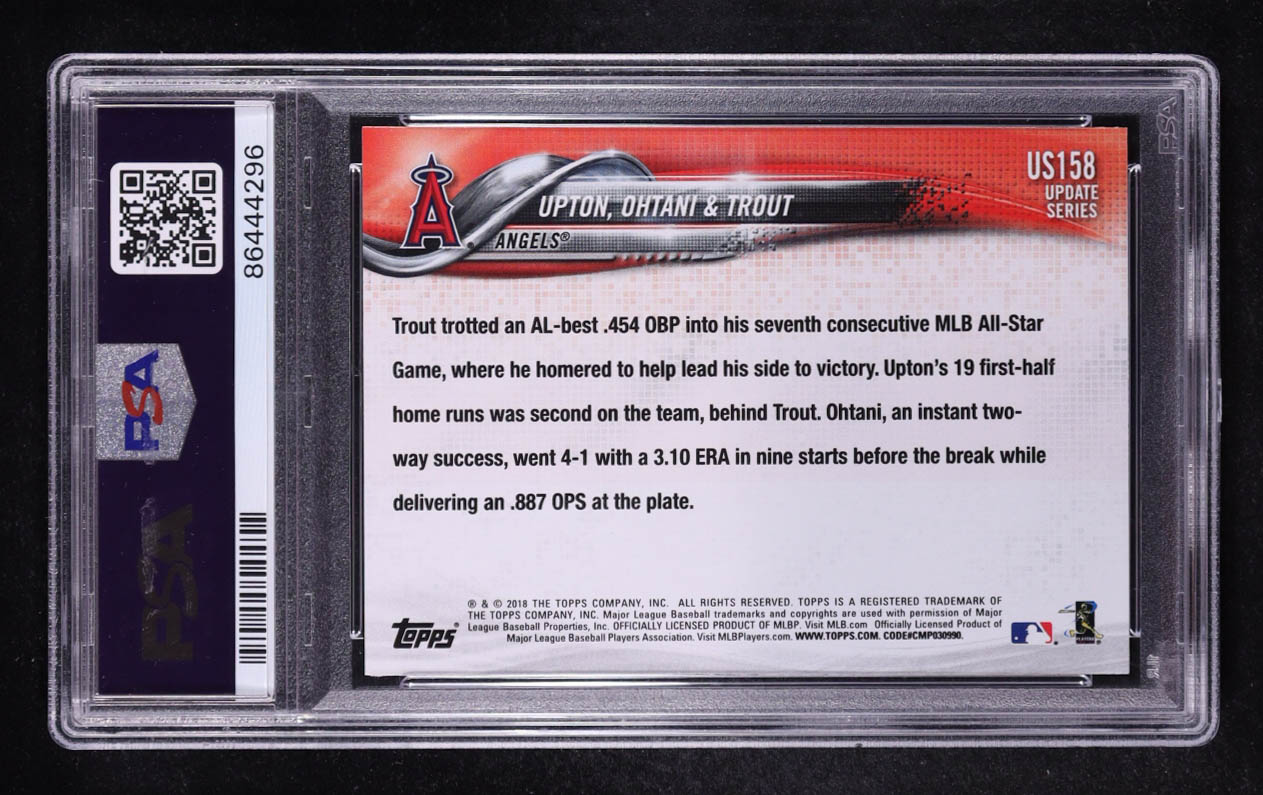 86444296
PSA
PSA
PSA
US158
UPDATE
SERIES
UPTON, OHTANI & TROUT
A
ANGELS®
Trout trotted an AL-best .454 OBP into his seventh consecutive MLB All-Star
Game, where he homered to help lead his side to victory. Upton's 19 first-half
home runs was second on the team, behind Trout. Ohtani, an instant two-
way success, went 4-1 with a 3.10 ERA in nine starts before the break while
delivering an .887 OPS at the plate.
Topps®
® & © 2018 THE TOPPS COMPANY, INC. ALL RIGHTS RESERVED. TOPPS IS A REGISTERED TRADEMARK OF
THE TOPPS COMPANY, INC. Major League Baseball trademarks and copyrights are used with permission of Major
League Baseball Properties, Inc. OFFICIALLY LICENSED PRODUCT OF MLBP. Visit MLB.com Officially Licensed Product of
Major League Baseball Players Association. Visit MLBPlayers.com. WWW.TOPPS.COM. CODE#CMP030990.